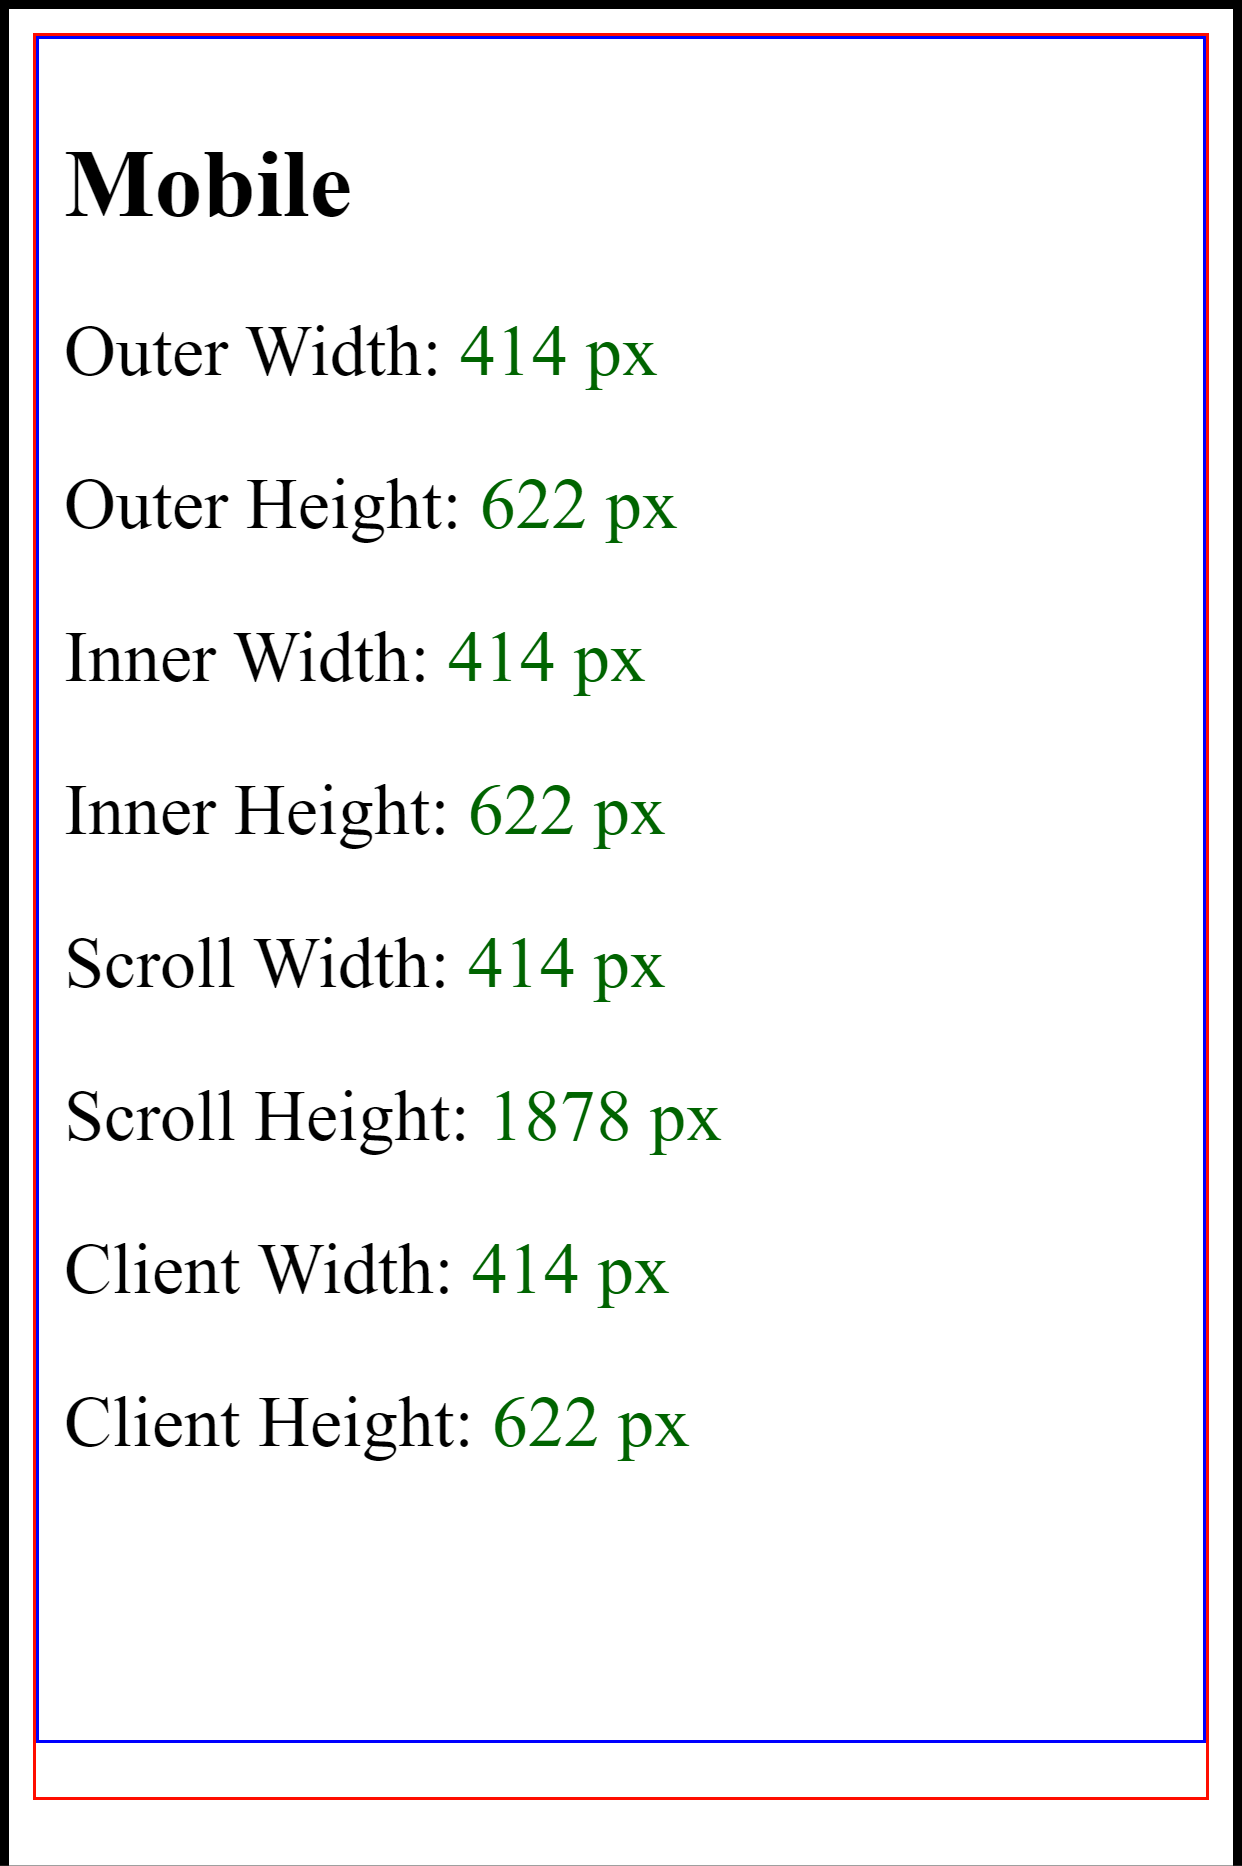 Mobile
Outer Width: 414 px
Outer Height: 622 px
Inner Width: 414 px
Inner Height: 622 px
Scroll Width: 414 px
Scroll Height: 1878 px
Client Width: 414 px
Client Height: 622 px